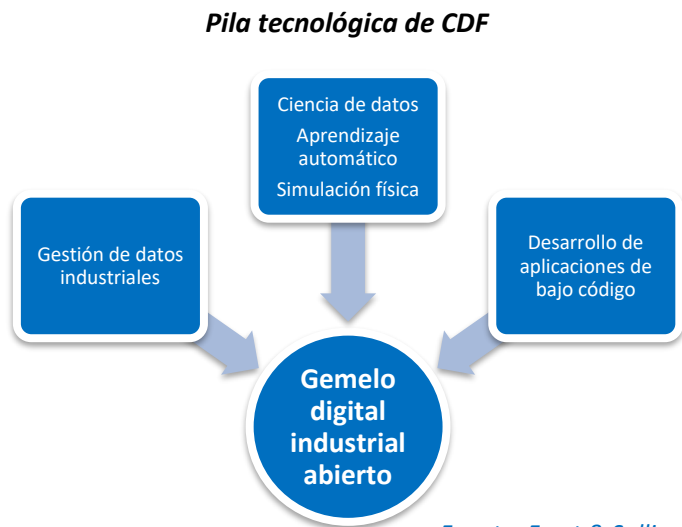 Pila tecnológica de CDF
Ciencia de datos
Aprendizaje
automático
Simulación física
Gestión de datos
industriales
Desarrollo de
aplicaciones de
bajo código
Gemelo
digital
industrial
abierto